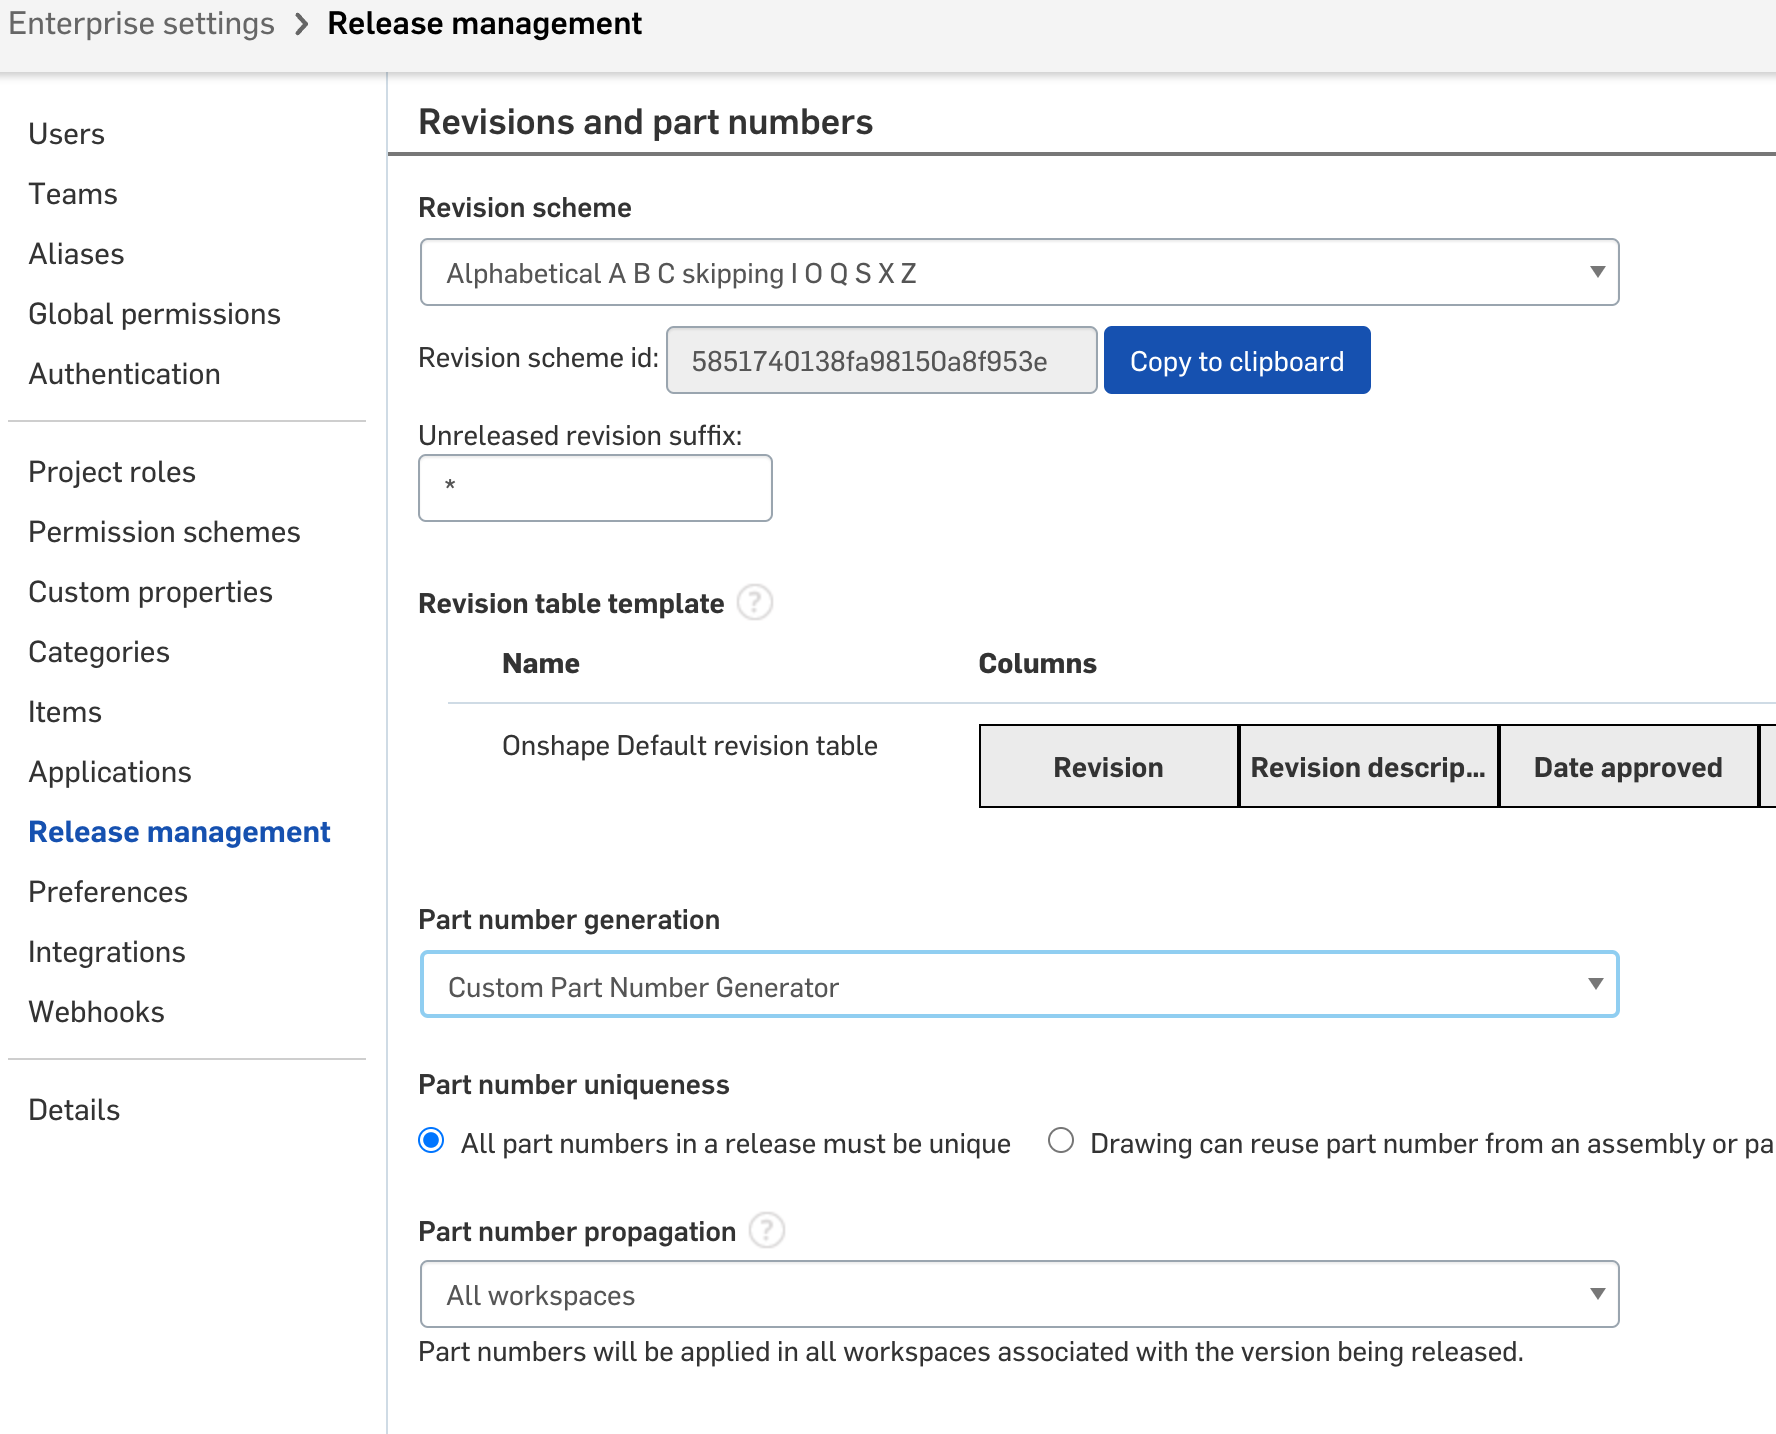 Enterprise settings > Release management
Users
Teams
Aliases
Global permissions
Authentication
Project roles
Permission schemes
Custom properties
Categories
Items
Applications
Release management
Preferences
Integrations
Webhooks
Details
Revisions and part numbers
Revision scheme
Alphabetical A B C skipping I O Q S X Z
Revision scheme id: 5851740138fa98150a8f953e Copy to clipboard
Unreleased revision suffix:
*
Revision table template ?
Name Columns
Onshape Default revision table Revision Revision descrip... Date approved
Part number generation
Custom Part Number Generator
Part number uniqueness
All part numbers in a release must be unique Drawing can reuse part number from an assembly or pa
Part number propagation ?
All workspaces
Part numbers will be applied in all workspaces associated with the version being released.